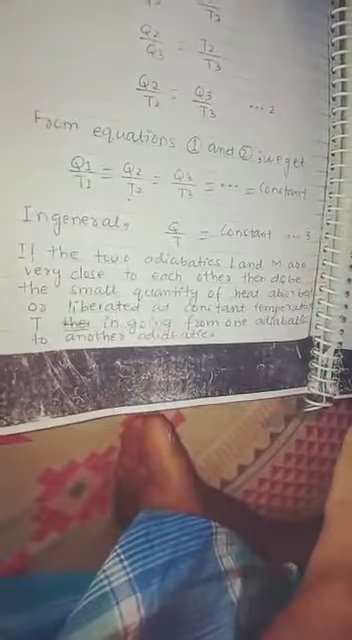 T₂
Q₂/Q₃ = T₂/T₃
Q₂/T₂ = Q₃/T₃ ... 2
From equations ① and ②; we get
Q₁/T₁ = Q₂/T₂ = Q₃/T₃ = ... = constant
In general, Q/T = constant ... 3
If the two adiabatics L and M are
very close to each other then dQ be
the small quantity of heat absorbed
or liberated at constant temperature
T in going from one adiabatic
to another adiabatic